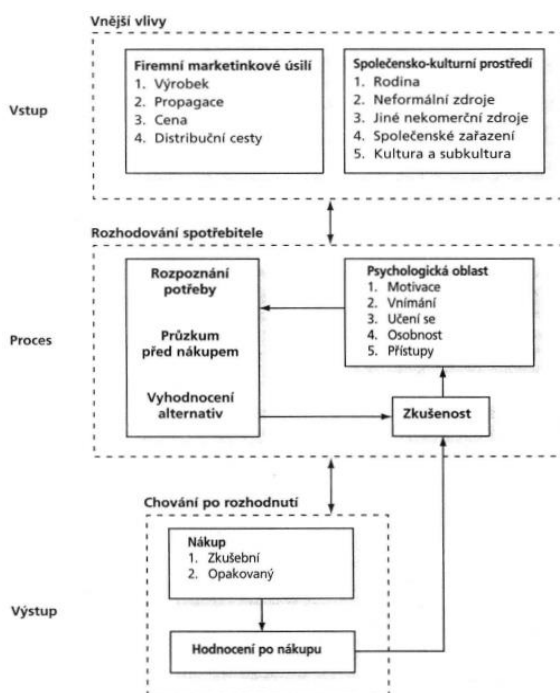 Vnější vlivy
Vstup
Firemní marketinkové úsilí
1. Výrobek
2. Propagace
3. Cena
4. Distribuční cesty
Společensko-kulturní prostředí
1. Rodina
2. Neformální zdroje
3. Jiné nekomerční zdroje
4. Společenské zařazení
5. Kultura a subkultura
Rozhodování spotřebitele
Proces
Rozpoznání
potřeby
Průzkum
před nákupem
Vyhodnocení
alternativ
Psychologická oblast
1. Motivace
2. Vnímání
3. Učení se
4. Osobnost
5. Přístupy
Zkušenost
Chování po rozhodnutí
Výstup
Nákup
1. Zkušební
2. Opakovaný
Hodnocení po nákupu